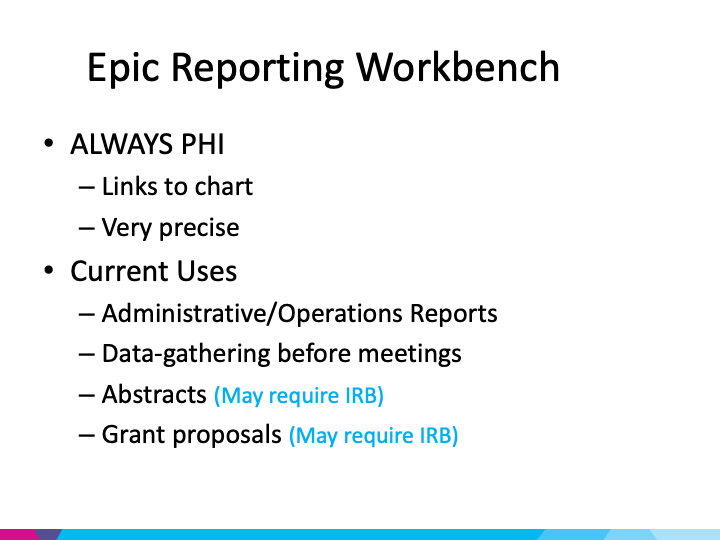 Epic Reporting Workbench
• ALWAYS PHI
– Links to chart
– Very precise
• Current Uses
– Administrative/Operations Reports
– Data-gathering before meetings
– Abstracts (May require IRB)
– Grant proposals (May require IRB)